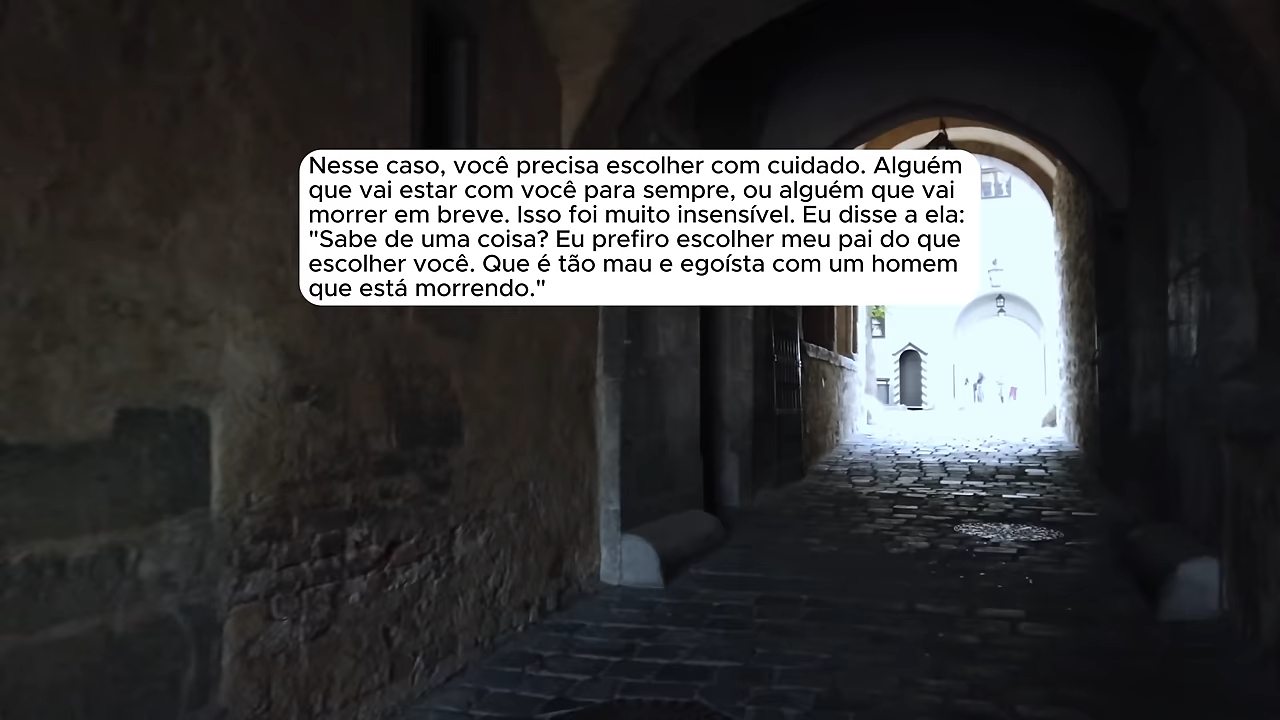 Nesse caso, você precisa escolher com cuidado. Alguém
que vai estar com você para sempre, ou alguém que vai
morrer em breve. Isso foi muito insensível. Eu disse a ela:
"Sabe de uma coisa? Eu prefiro escolher meu pai do que
escolher você. Que é tão mau e egoísta com um homem
que está morrendo."